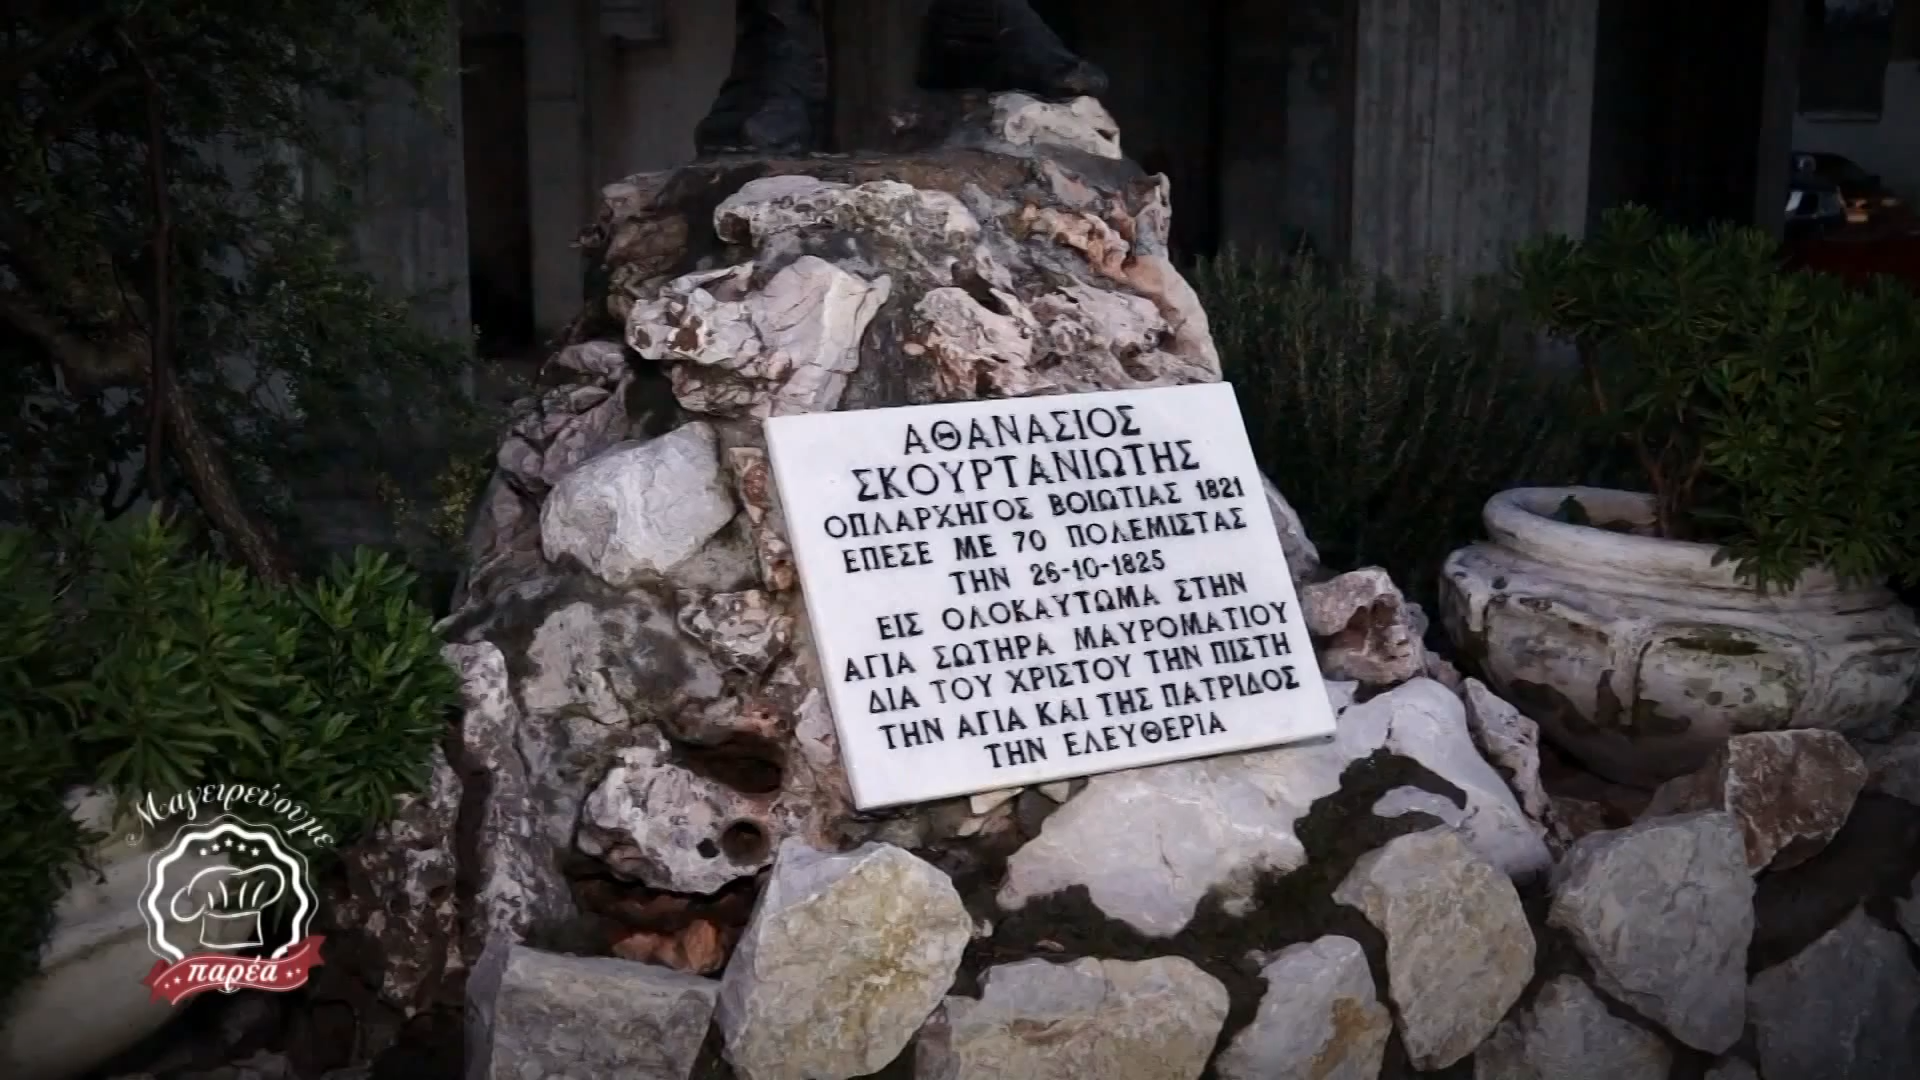 ΑΘΑΝΑΣΙΟΣ
ΣΚΟΥΡΤΑΝΙΩΤΗΣ
ΟΠΛΑΡΧΗΓΟΣ ΒΟΙΩΤΙΑΣ 1821
ΕΠΕΣΕ ΜΕ 70 ΠΟΛΕΜΙΣΤΑΣ
ΤΗΝ 26-10-1825
ΕΙΣ ΟΛΟΚΑΥΤΩΜΑ ΣΤΗΝ
ΑΓΙΑ ΣΩΤΗΡΑ ΜΑΥΡΟΜΑΤΙΟΥ
ΔΙΑ ΤΟΥ ΧΡΙΣΤΟΥ ΤΗΝ ΠΙΣΤΗ
ΤΗΝ ΑΓΙΑ ΚΑΙ ΤΗΣ ΠΑΤΡΙΔΟΣ
ΤΗΝ ΕΛΕΥΘΕΡΙΑ
Μαγειρεύουμε
παρέα